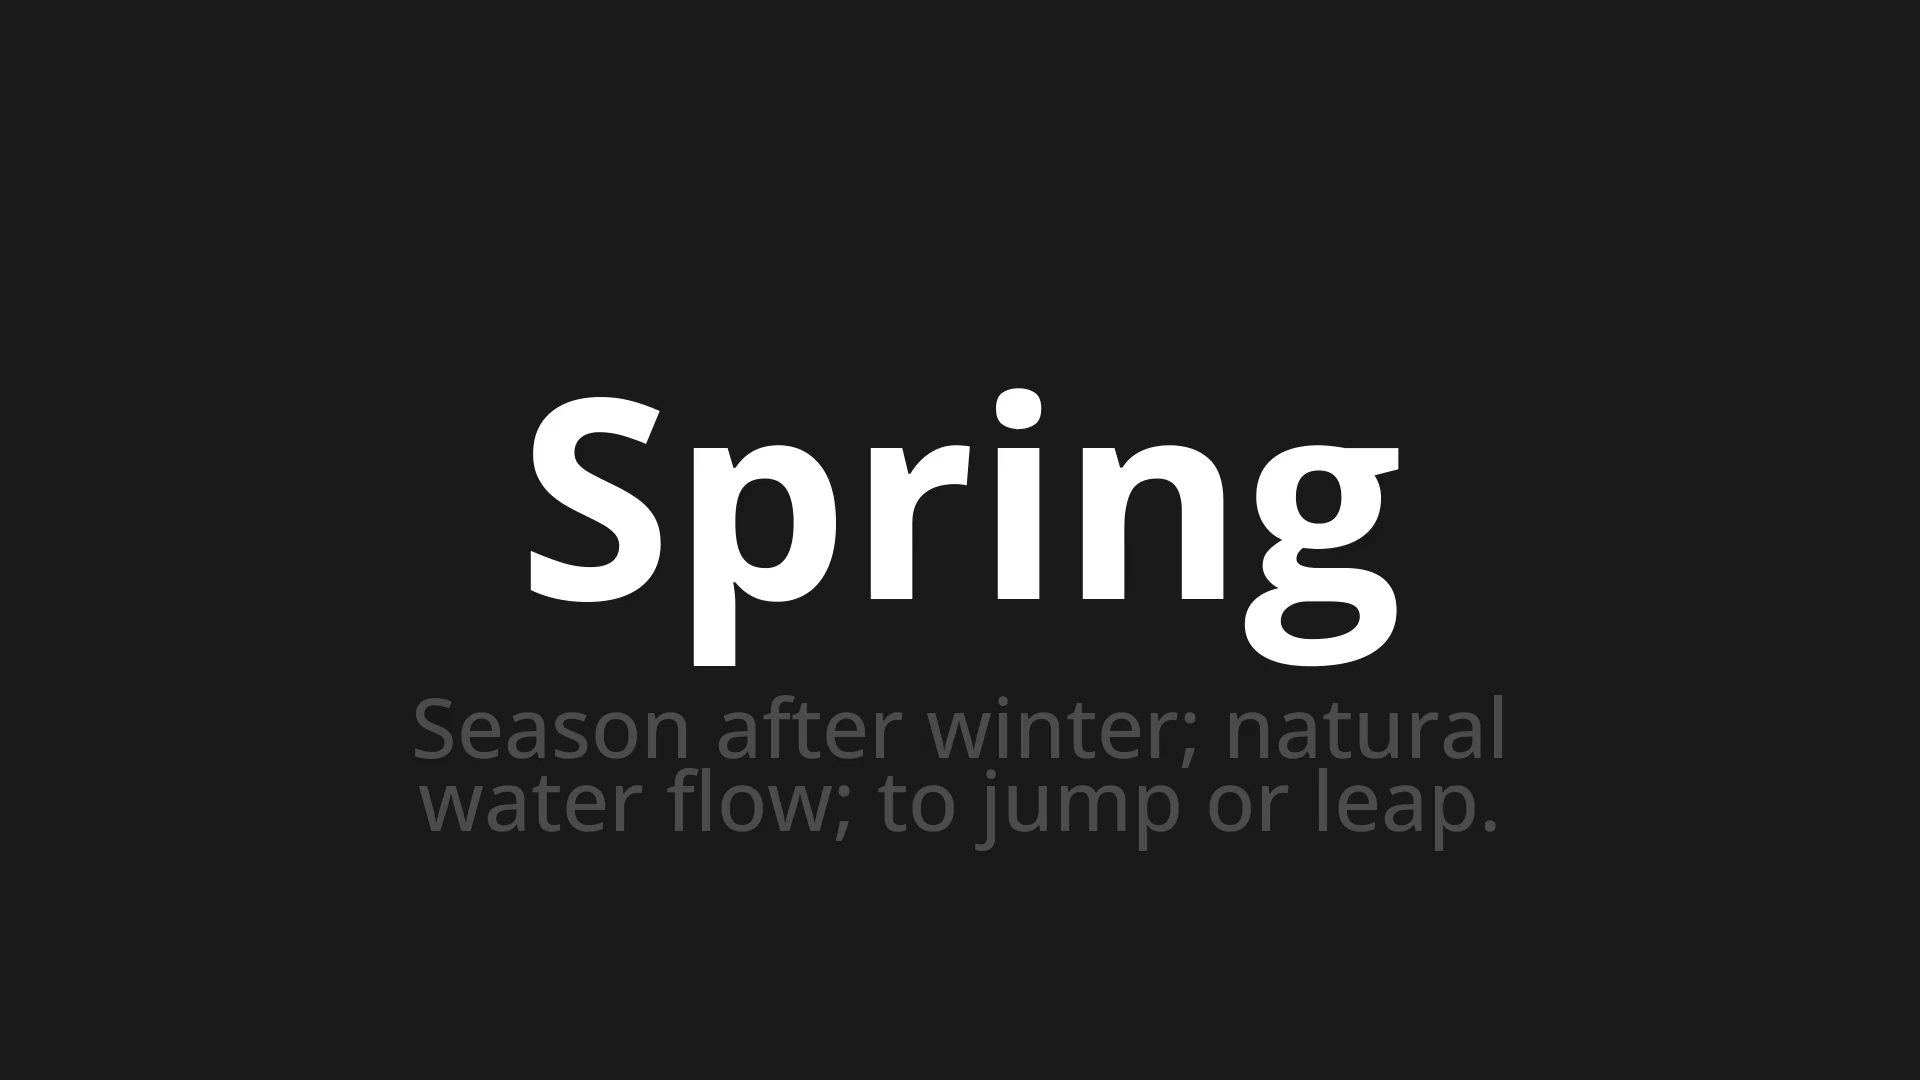 Spring
Season after winter; natural
water flow; to jump or leap.